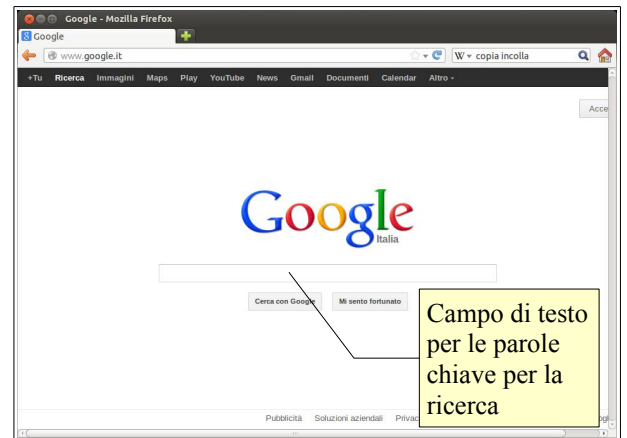 Google - Mozilla Firefox
Google
www.google.it
W copia incolla
+Tu Ricerca Immagini Maps Play YouTube News Gmail Documenti Calendar Altro
Acce
Google
Italia
Cerca con Google Mi sento fortunato
Campo di testo
per le parole
chiave per la
ricerca
Pubblicità Soluzioni aziendali Privac